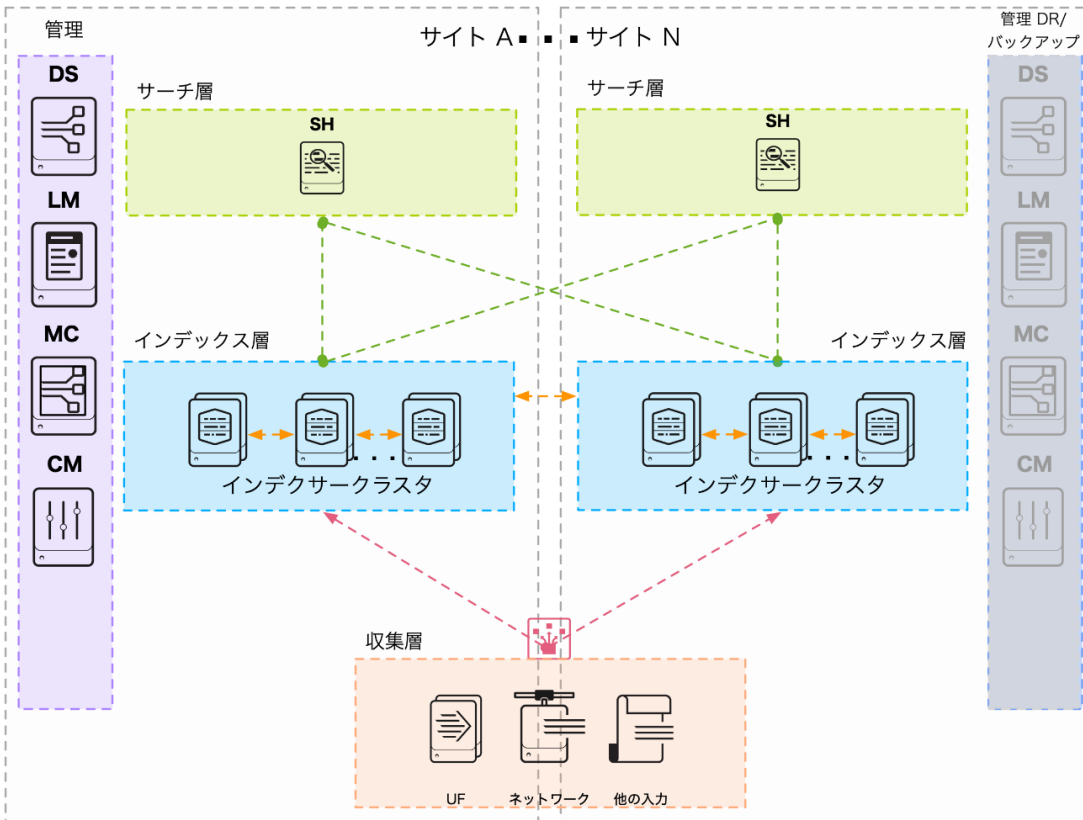 管理
サイト A・・・サイト N
管理 DR/
バックアップ
DS
LM
MC
CM
サーチ層
SH
サーチ層
SH
インデックス層
インデックス層
. . .
インデクサークラスタ
. . .
インデクサークラスタ
DS
LM
MC
CM
収集層
UF
ネットワーク
他の入力